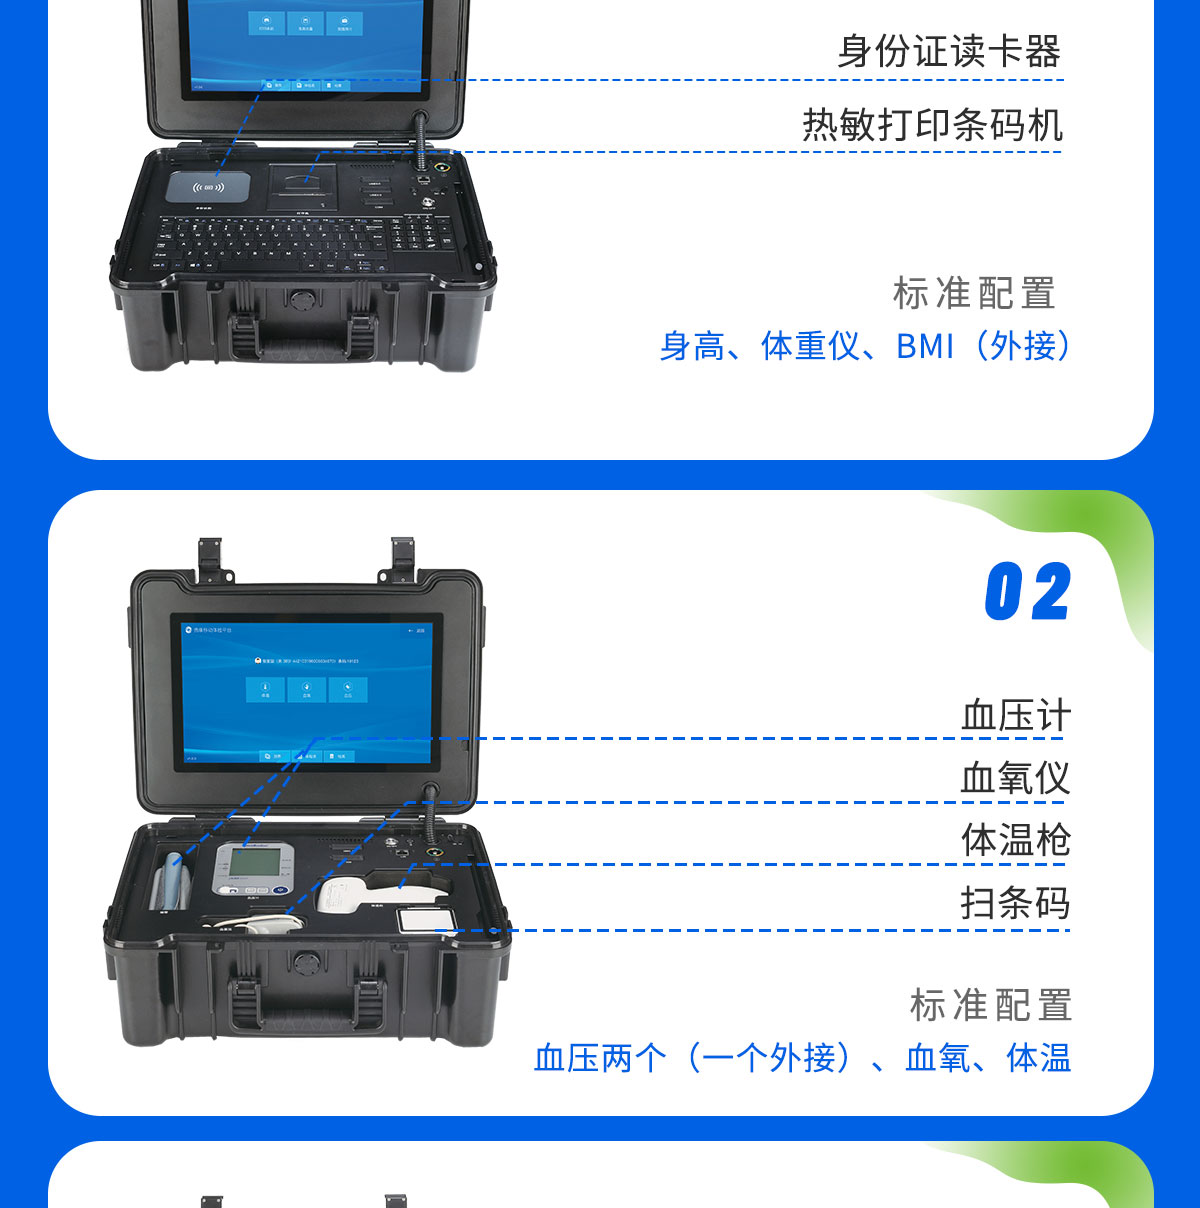 身份证读卡器
热敏打印条码机
标准配置
身高、体重仪、BMI（外接）
02
血压计
血氧仪
体温枪
扫条码
标准配置
血压两个（一个外接）、血氧、体温